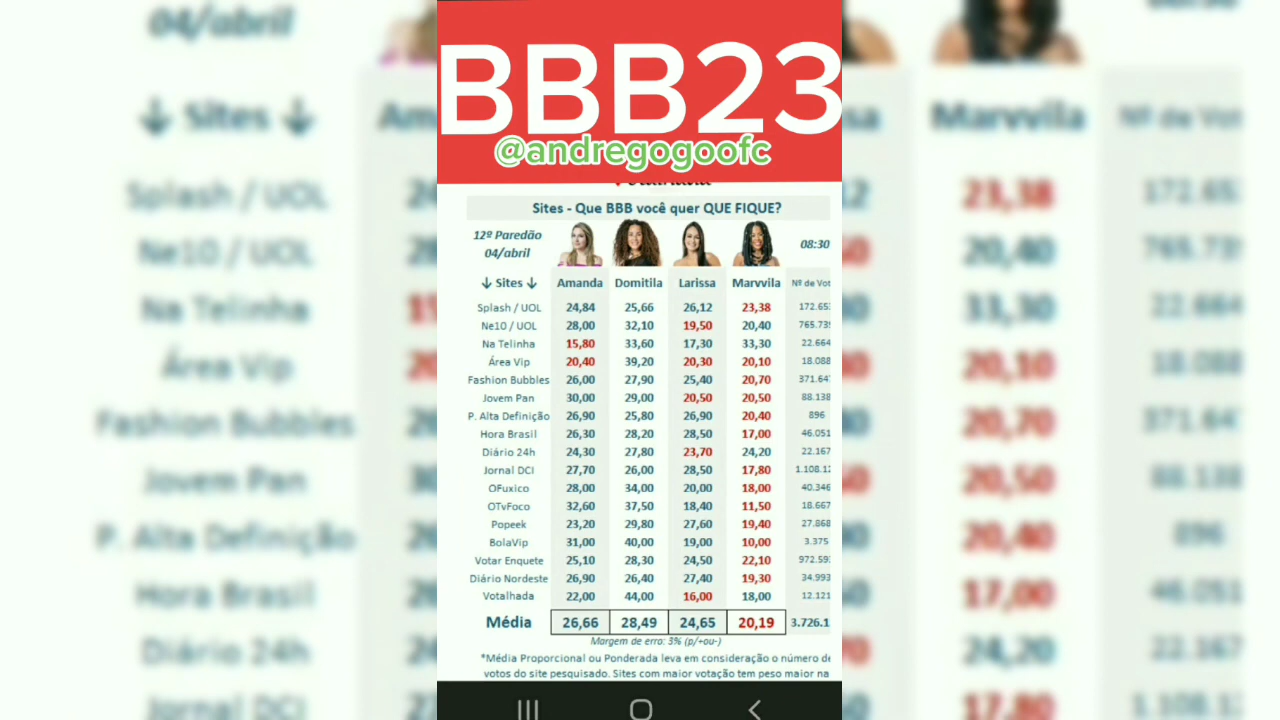 BBB23
@andregogoofc
Sites - Que BBB você quer QUE FIQUE?
12º Paredão
04/abril
08:30
↓ Sites ↓ Amanda Domitila Larissa Marvvila Nº de Vot
Splash / UOL 24,84 25,66 26,12 23,38 172.653
Ne10 / UOL 28,00 32,10 19,50 20,40 765.739
Na Telinha 15,80 33,60 17,30 33,30 22.664
Área Vip 20,40 39,20 20,30 20,10 18.088
Fashion Bubbles 26,00 27,90 25,40 20,70 371.647
Jovem Pan 30,00 29,00 20,50 20,50 88.138
P. Alta Definição 26,90 25,80 26,90 20,40 896
Hora Brasil 26,30 28,20 28,50 17,00 46.051
Diário 24h 24,30 27,80 23,70 24,20 22.167
Jornal DCI 27,70 26,00 28,50 17,80 1.108.12
OFuxico 28,00 34,00 20,00 18,00 40.346
OTvFoco 32,60 37,50 18,40 11,50 18.667
Popeek 23,20 29,80 27,60 19,40 27.868
BolaVip 31,00 40,00 19,00 10,00 3.375
Votar Enquete 25,10 28,30 24,50 22,10 972.593
Diário Nordeste 26,90 26,40 27,40 19,30 34.993
Votalhada 22,00 44,00 16,00 18,00 12.121
Média 26,66 28,49 24,65 20,19 3.726.1
Margem de erro: 3% (p/+ou-)
*Média Proporcional ou Ponderada leva em consideração o número de
votos do site pesquisado. Sites com maior votação tem peso maior na